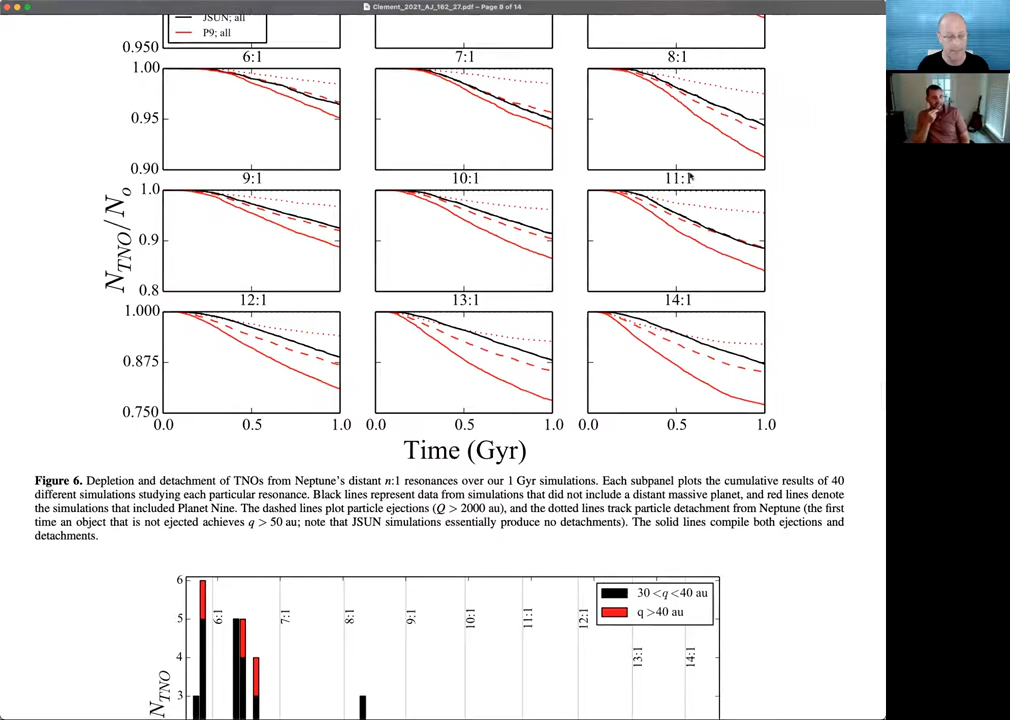 Clement_2021_AJ_162_27.pdf – Page 8 of 14
JSUN; all
P9; all
0.950
6:1 7:1 8:1
1.00
0.95
0.90
9:1 10:1 11:1
1.0
0.9
0.8
N_TNO/N_o
12:1 13:1 14:1
1.000
0.875
0.750
0.0 0.5 1.0 0.0 0.5 1.0 0.0 0.5 1.0
Time (Gyr)
Figure 6. Depletion and detachment of TNOs from Neptune's distant n:1 resonances over our 1 Gyr simulations. Each subpanel plots the cumulative results of 40
different simulations studying each particular resonance. Black lines represent data from simulations that did not include a distant massive planet, and red lines denote
the simulations that included Planet Nine. The dashed lines plot particle ejections (Q > 2000 au), and the dotted lines track particle detachment from Neptune (the first
time an object that is not ejected achieves q > 50 au; note that JSUN simulations essentially produce no detachments). The solid lines compile both ejections and
detachments.
6
5
4
3
N_TNO
6:1 7:1 8:1 9:1 10:1 11:1 12:1 13:1 14:1
30 < q < 40 au
q > 40 au